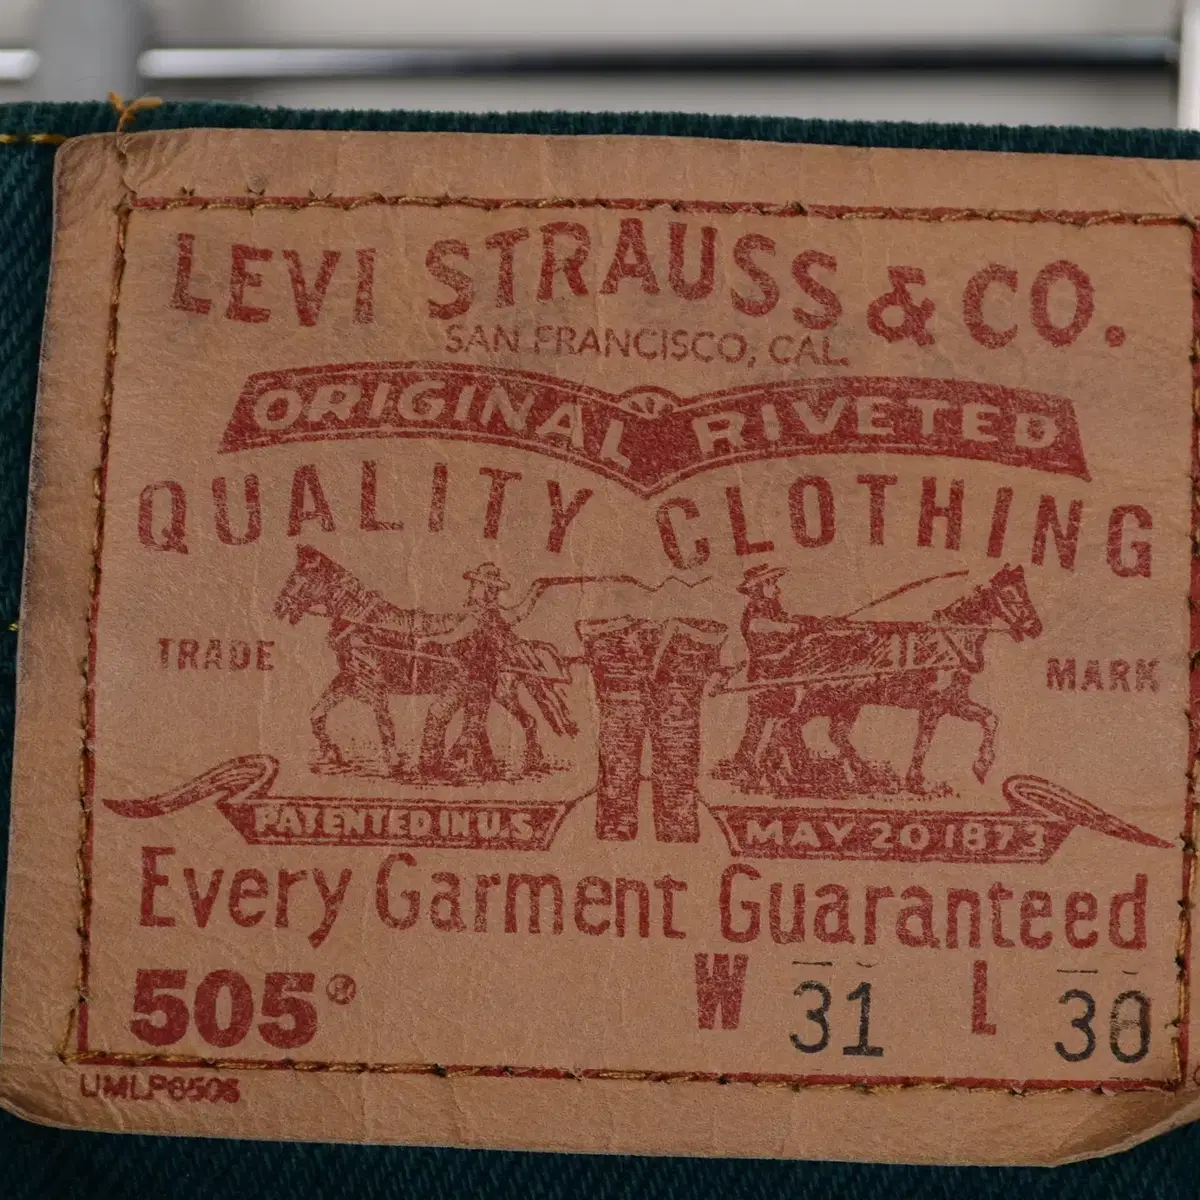 LEVI STRAUSS & CO.
SAN FRANCISCO, CAL.
ORIGINAL RIVETED
QUALITY CLOTHING
TRADE MARK
PATENTED IN U.S. MAY 20 1873
Every Garment Guaranteed
505® W 31 L 30